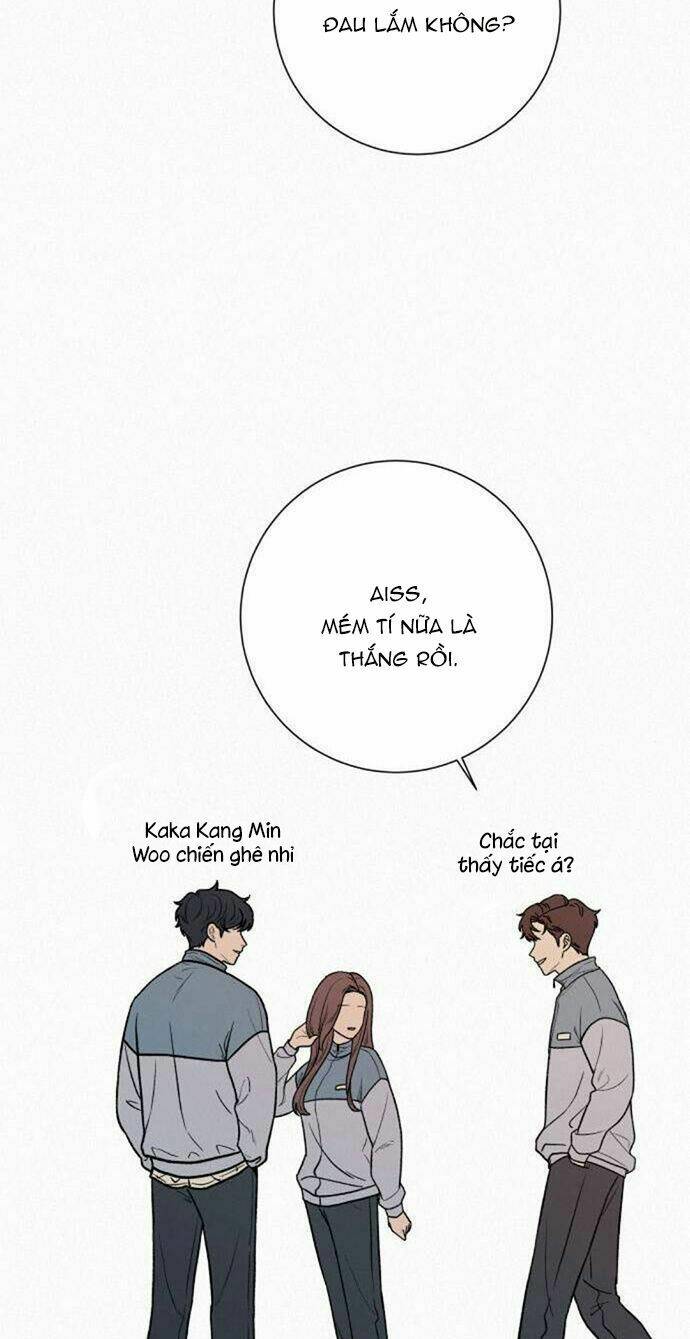 ĐAU LẮM KHÔNG?
AISS,
MÉM TÍ NỮA LÀ
THẮNG RỒI.
Kaka Kang Min
Woo chiến ghê nhỉ
Chắc tại
thấy tiếc á?